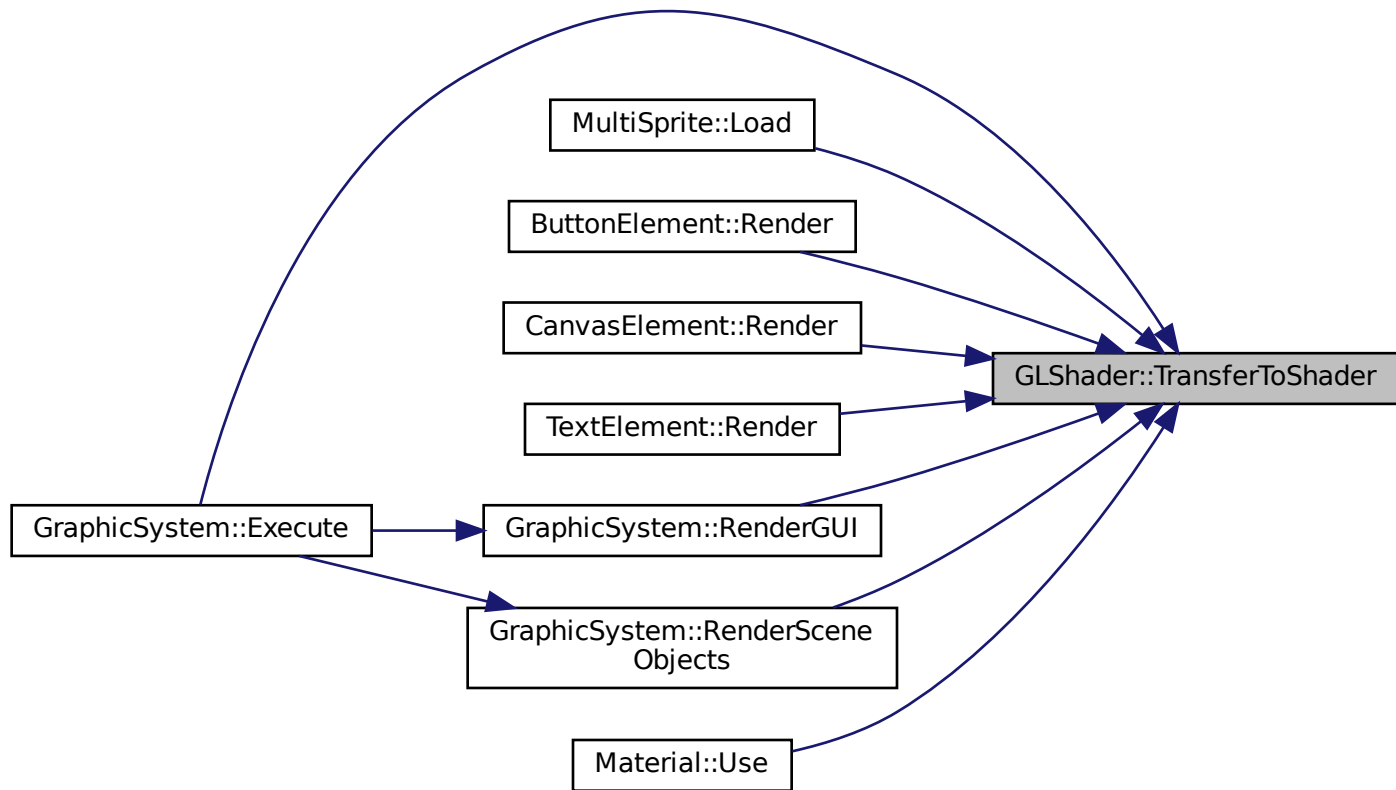 MultiSprite::Load
ButtonElement::Render
CanvasElement::Render
GLShader::TransferToShader
TextElement::Render
GraphicSystem::Execute
GraphicSystem::RenderGUI
GraphicSystem::RenderScene
Objects
Material::Use